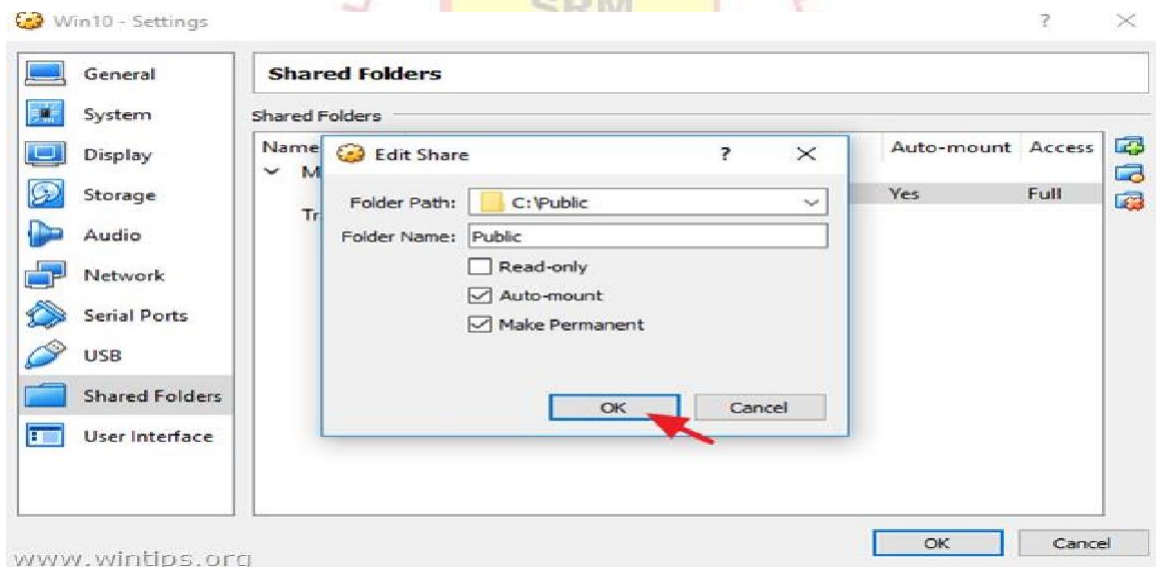 SRM
Win10 - Settings
?
General
System
Display
Storage
Audio
Network
Serial Ports
USB
Shared Folders
User Interface
Shared Folders
Shared Folders
Name
Auto-mount
Access
M
Yes
Full
Tr
Edit Share
?
Folder Path:
C:\Public
Folder Name:
Public
Read-only
Auto-mount
Make Permanent
OK
Cancel
OK
Cancel
www.wintips.org